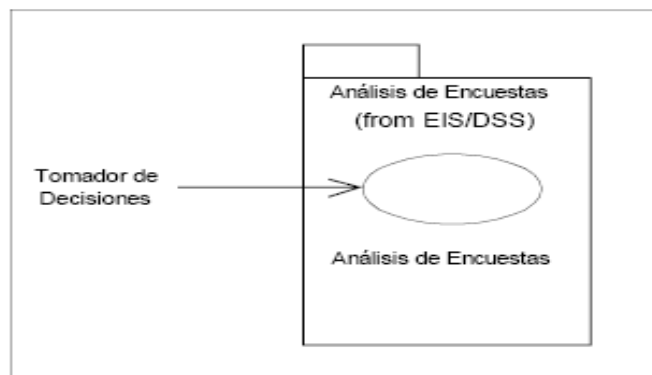 Análisis de Encuestas
(from EIS/DSS)
Tomador de
Decisiones
Análisis de Encuestas